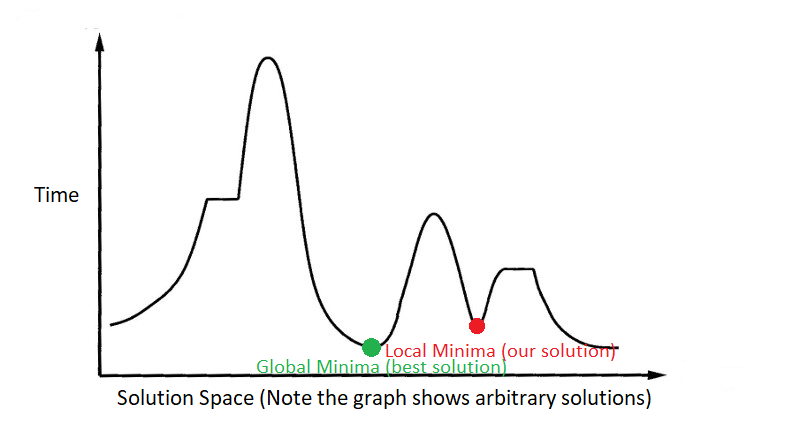 Time
Local Minima (our solution)
Global Minima (best solution)
Solution Space (Note the graph shows arbitrary solutions)